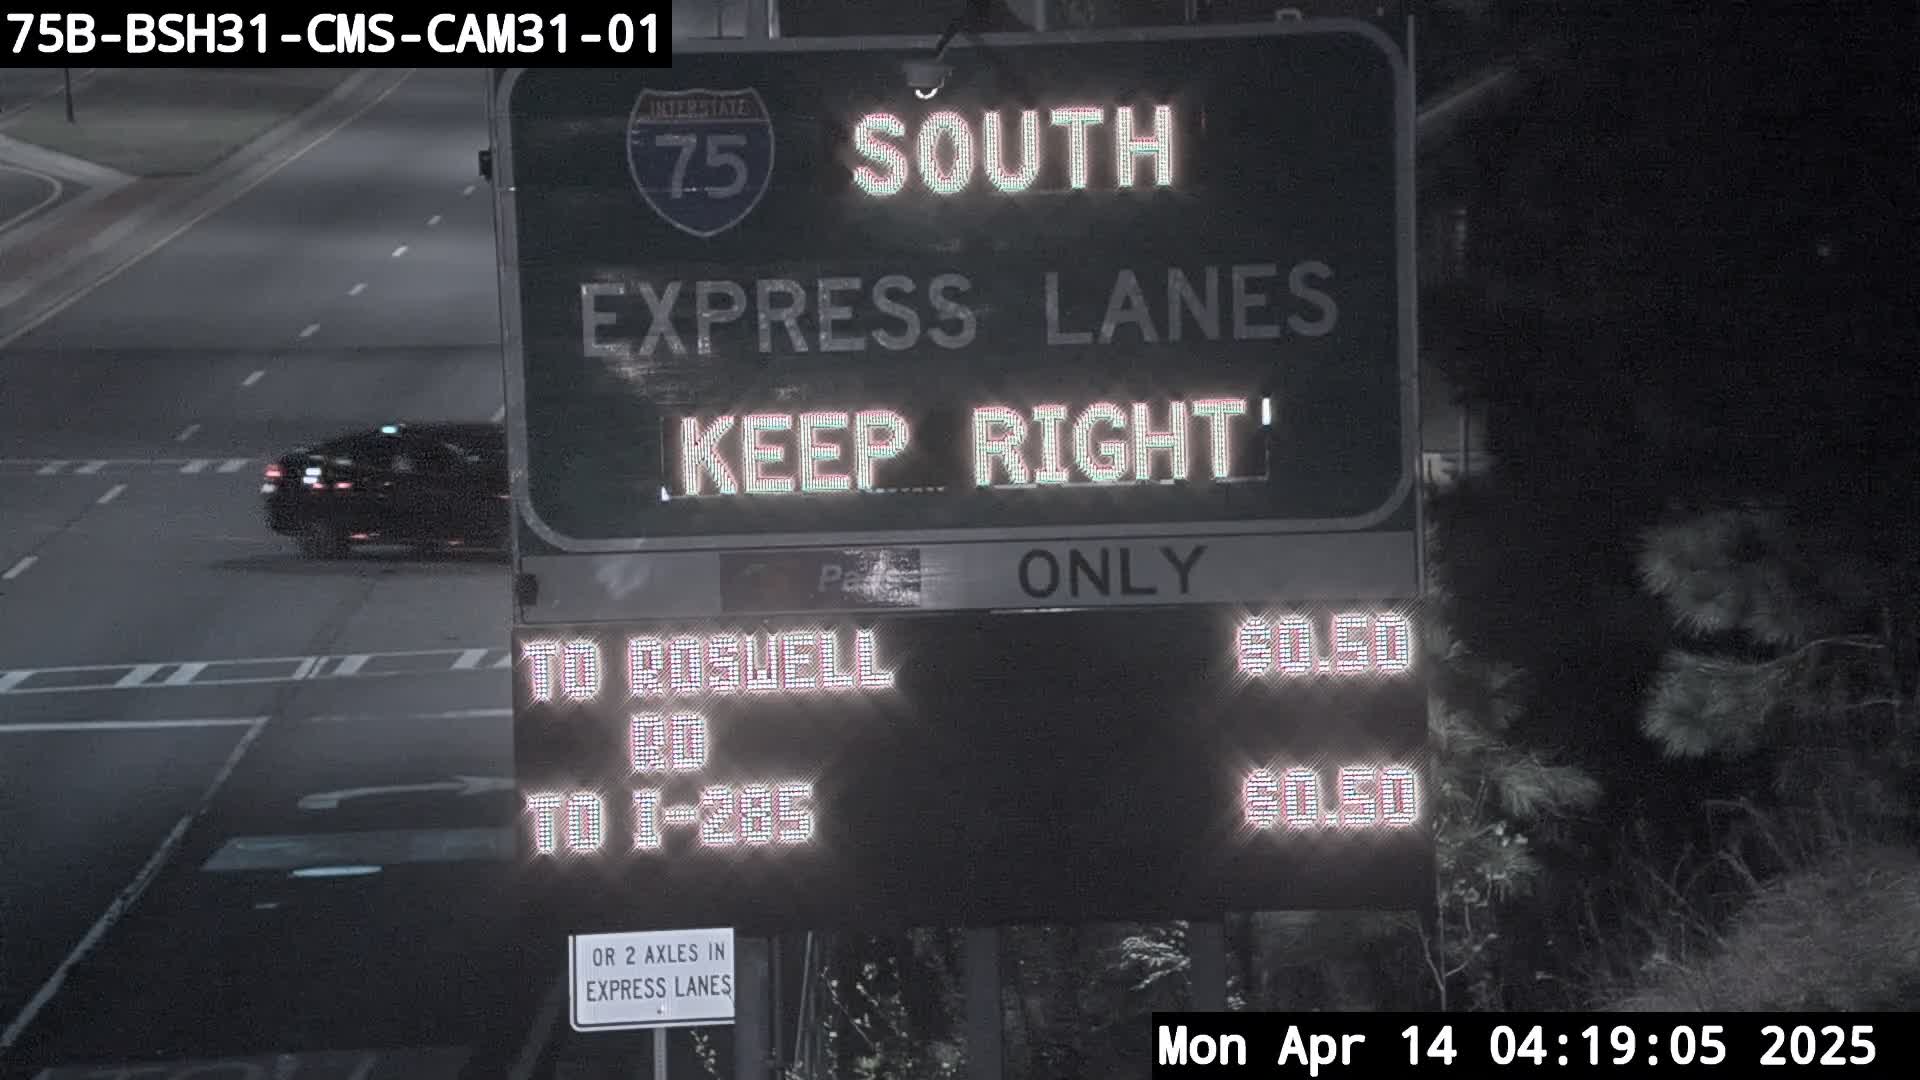 75B-BSH31-CMS-CAM31-01
INTERSTATE
75
SOUTH
EXPRESS LANES
KEEP RIGHT
ONLY
TO ROSWELL $0.50
RD
TO I-285 $0.50
OR 2 AXLES IN
EXPRESS LANES
Mon Apr 14 04:19:05 2025